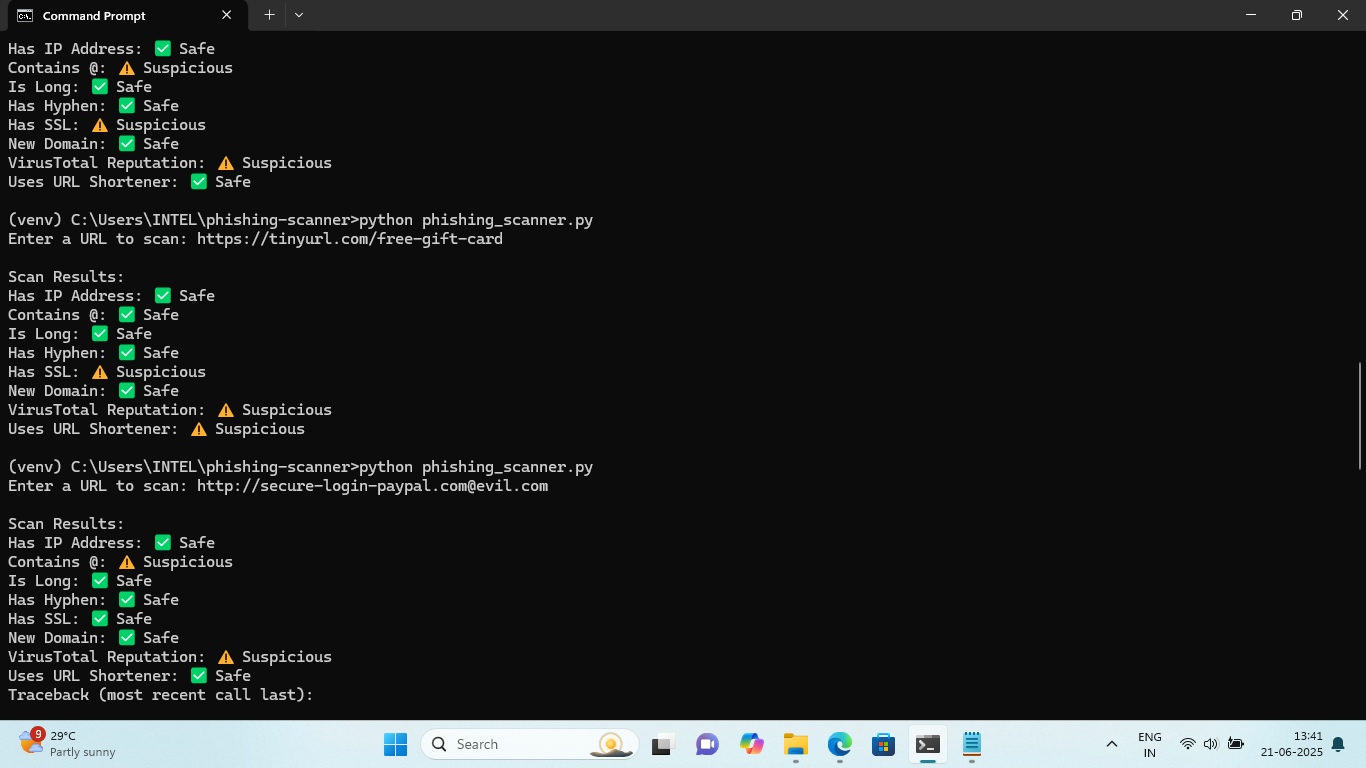 Command Prompt
Has IP Address: ✅ Safe
Contains @: ⚠ Suspicious
Is Long: ✅ Safe
Has Hyphen: ✅ Safe
Has SSL: ⚠ Suspicious
New Domain: ✅ Safe
VirusTotal Reputation: ⚠ Suspicious
Uses URL Shortener: ✅ Safe
(venv) C:\Users\INTEL\phishing-scanner>python phishing_scanner.py
Enter a URL to scan: https://tinyurl.com/free-gift-card
Scan Results:
Has IP Address: ✅ Safe
Contains @: ✅ Safe
Is Long: ✅ Safe
Has Hyphen: ✅ Safe
Has SSL: ⚠ Suspicious
New Domain: ✅ Safe
VirusTotal Reputation: ⚠ Suspicious
Uses URL Shortener: ⚠ Suspicious
(venv) C:\Users\INTEL\phishing-scanner>python phishing_scanner.py
Enter a URL to scan: http://secure-login-paypal.com@evil.com
Scan Results:
Has IP Address: ✅ Safe
Contains @: ⚠ Suspicious
Is Long: ✅ Safe
Has Hyphen: ✅ Safe
Has SSL: ✅ Safe
New Domain: ✅ Safe
VirusTotal Reputation: ⚠ Suspicious
Uses URL Shortener: ✅ Safe
Traceback (most recent call last):
9
29°C
Partly sunny
Search
ENG
IN
13:41
21-06-2025